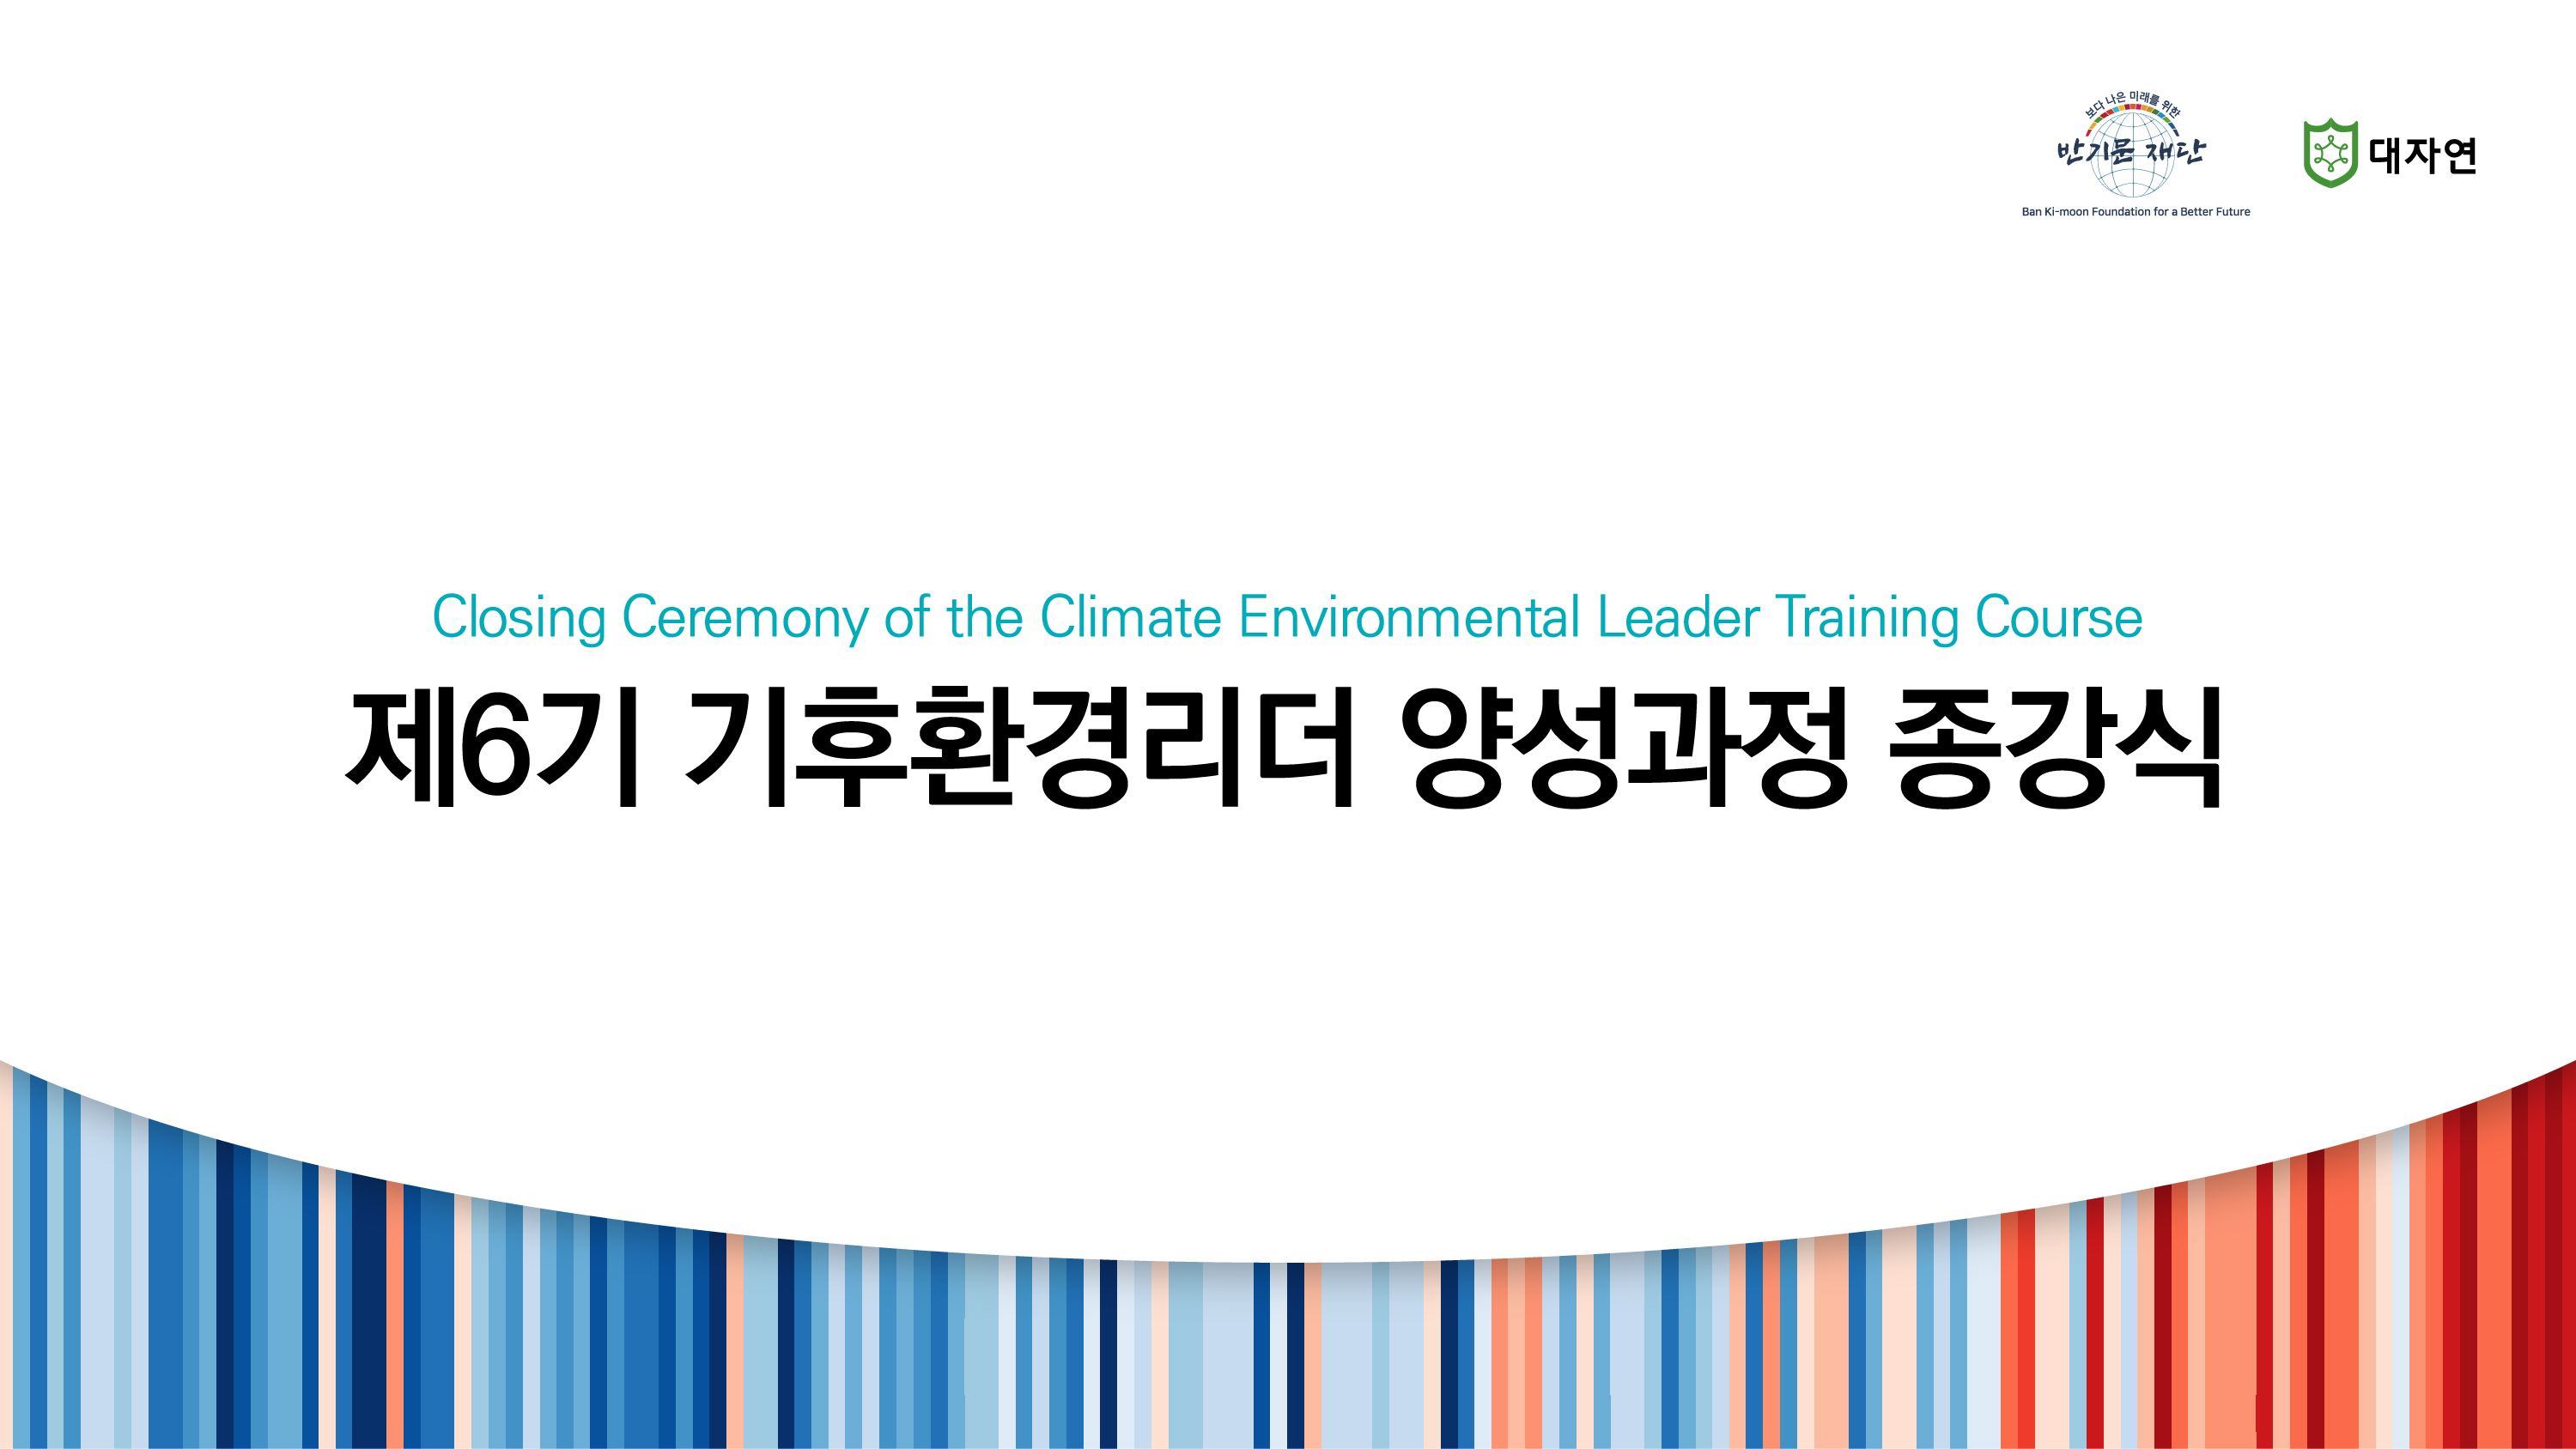 보다 나은 미래를 위한
반기문 재단
Ban Ki-moon Foundation for a Better Future
대자연
Closing Ceremony of the Climate Environmental Leader Training Course
제6기 기후환경리더 양성과정 종강식